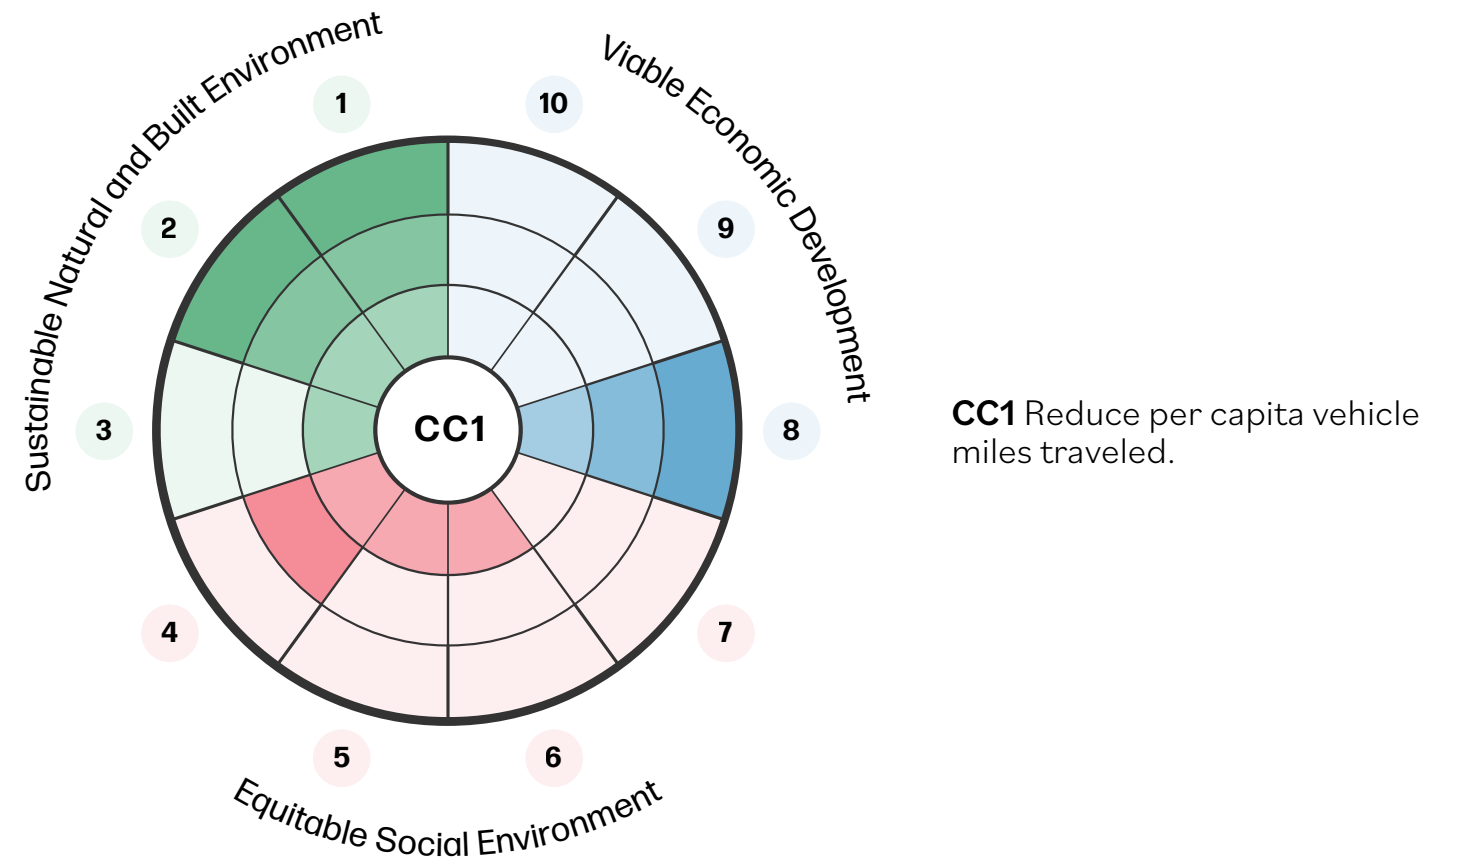 Sustainable Natural and Built Environment
Viable Economic Development
1
10
2
9
3
CC1
8
4
7
5
6
Equitable Social Environment
CC1 Reduce per capita vehicle
miles traveled.